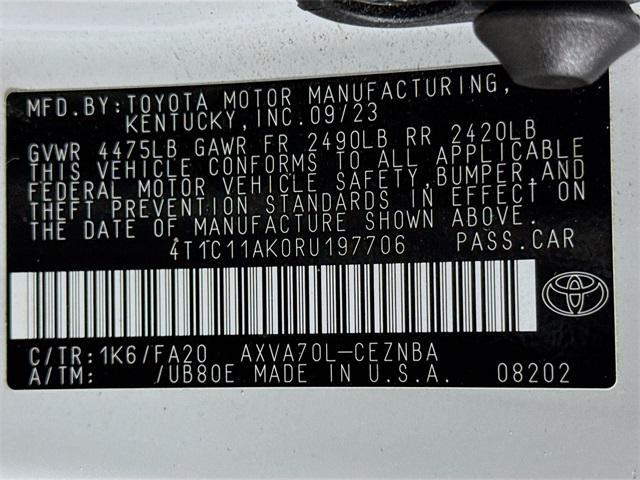 MFD.BY:TOYOTA MOTOR MANUFACTURING,
KENTUCKY,INC.09/23
GVWR 4475LB GAWR FR 2490LB RR 2420LB
THIS VEHICLE CONFORMS TO ALL APPLICABLE
FEDERAL MOTOR VEHICLE SAFETY,BUMPER,AND
THEFT PREVENTION STANDARDS IN EFFECT ON
THE DATE OF MANUFACTURE SHOWN ABOVE.
4T1C11AK0RU197706 PASS.CAR
C/TR:1K6/FA20 AXVA70L-CEZNBA
A/TM: /UB80E MADE IN U.S.A. 08202